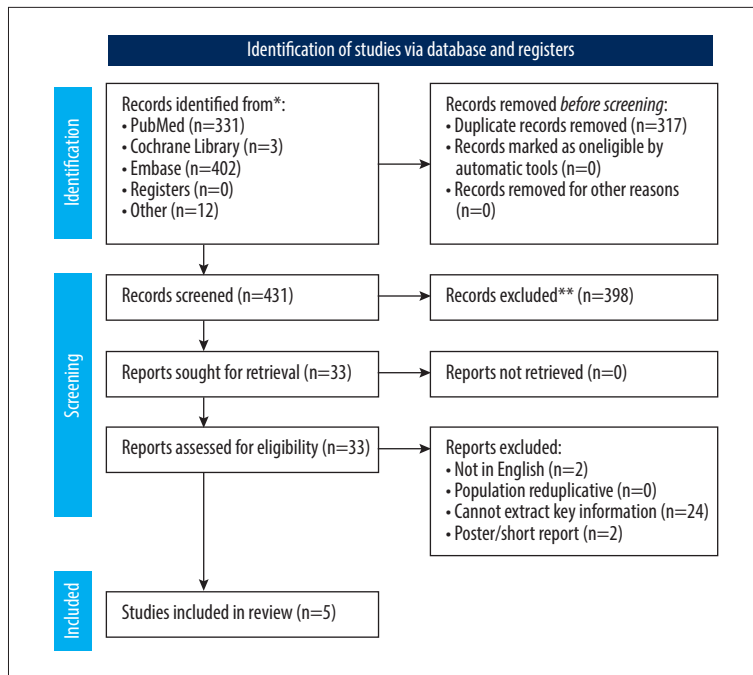 Identification of studies via database and registers
Identification
Records identified from*:
• PubMed (n=331)
• Cochrane Library (n=3)
• Embase (n=402)
• Registers (n=0)
• Other (n=12)
Records removed before screening:
• Duplicate records removed (n=317)
• Records marked as oneligible by
automatic tools (n=0)
• Records removed for other reasons
(n=0)
Screening
Records screened (n=431)
Records excluded** (n=398)
Reports sought for retrieval (n=33)
Reports not retrieved (n=0)
Reports assessed for eligibility (n=33)
Reports excluded:
• Not in English (n=2)
• Population reduplicative (n=0)
• Cannot extract key information (n=24)
• Poster/short report (n=2)
Included
Studies included in review (n=5)